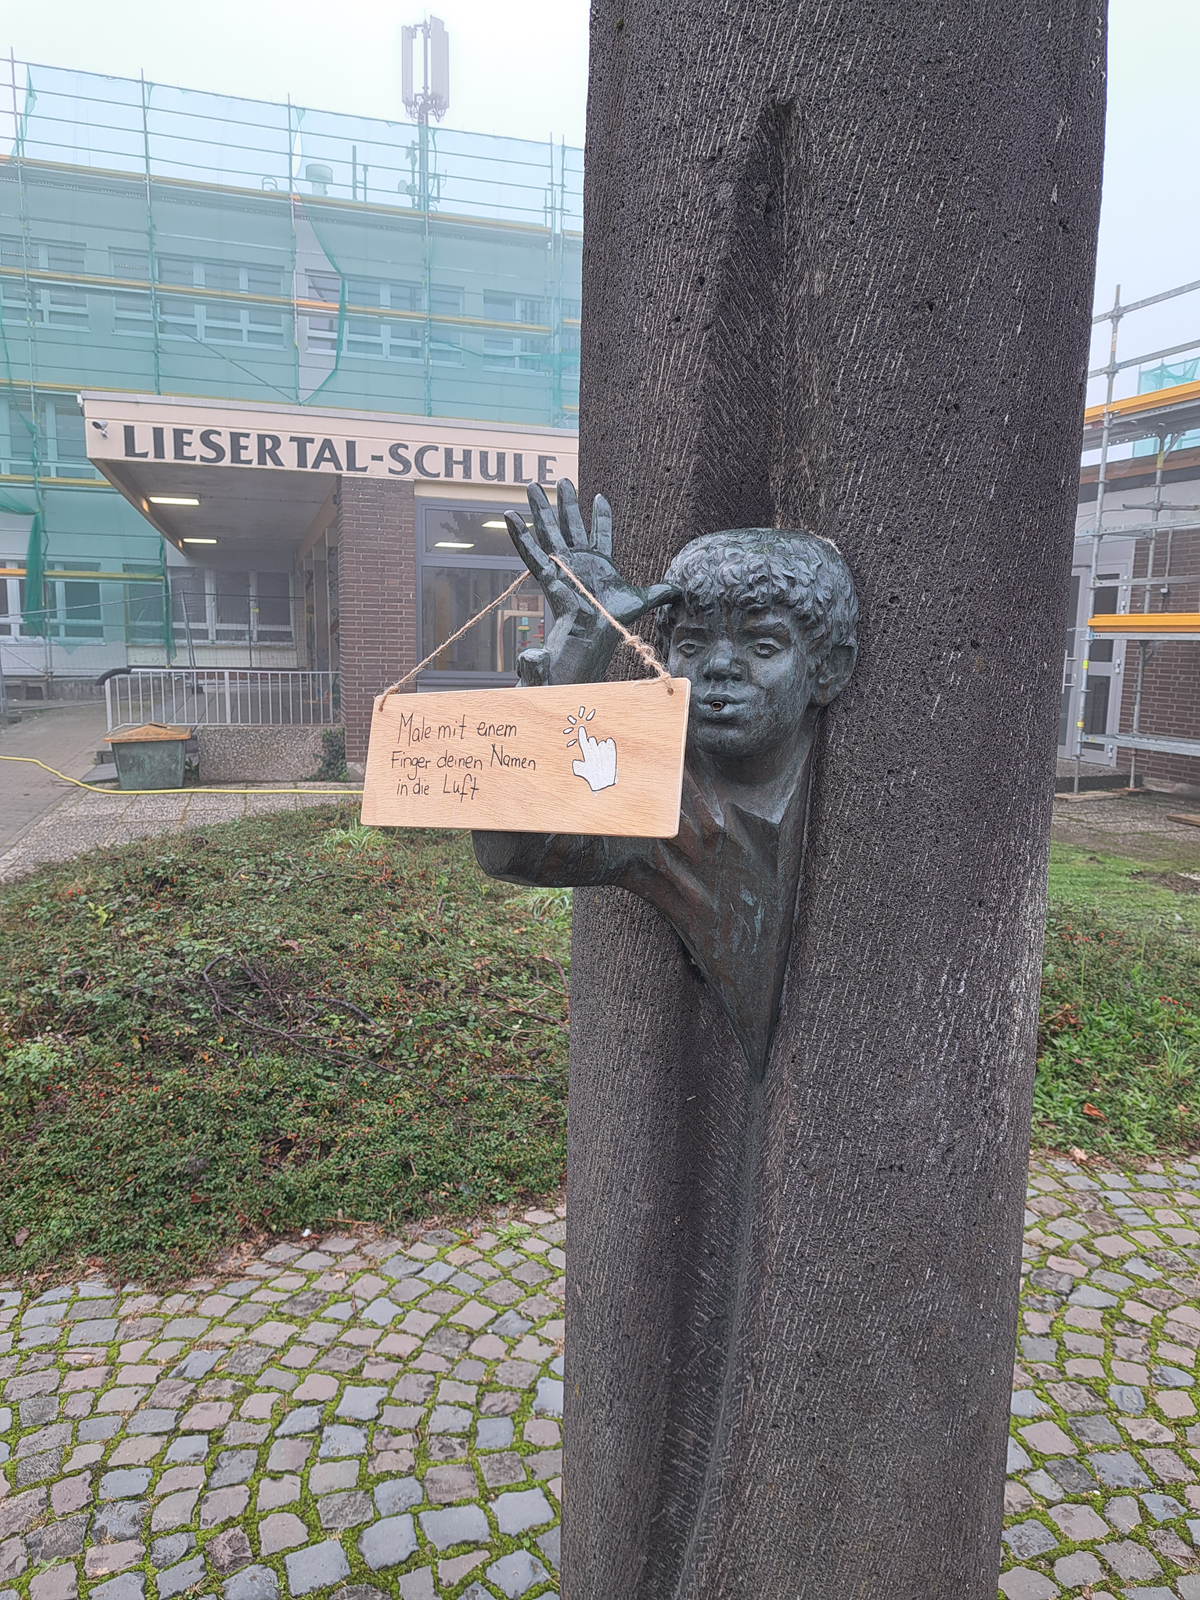 LIESERTAL-SCHULE
Male mit einem
Finger deinen Namen
in die Luft